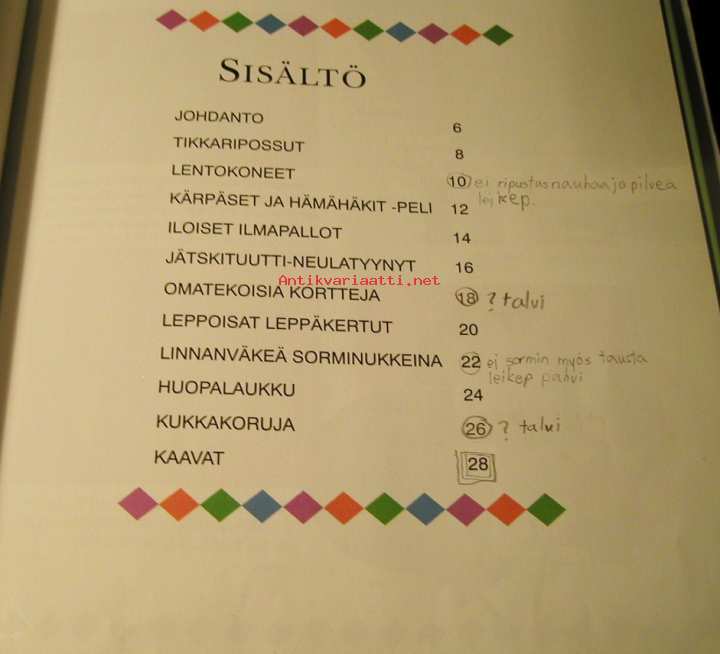 SISÄLTÖ
JOHDANTO 6
TIKKARIPOSSUT 8
LENTOKONEET 10 ei ripustusnauhaa ja pilveä
leikep.
KÄRPÄSET JA HÄMÄHÄKIT -PELI 12
ILOISET ILMAPALLOT 14
JÄTSKITUUTTI-NEULATYYNYT 16
Antikvariaatti.net
OMATEKOISIA KORTTEJA 18 ? talvi
LEPPOISAT LEPPÄKERTUT 20
LINNANVÄKEÄ SORMINUKKEINA 22 ei sormin myös tausta
leikep pahvi
HUOPALAUKKU 24
KUKKAKORUJA 26 ? talvi
KAAVAT 28